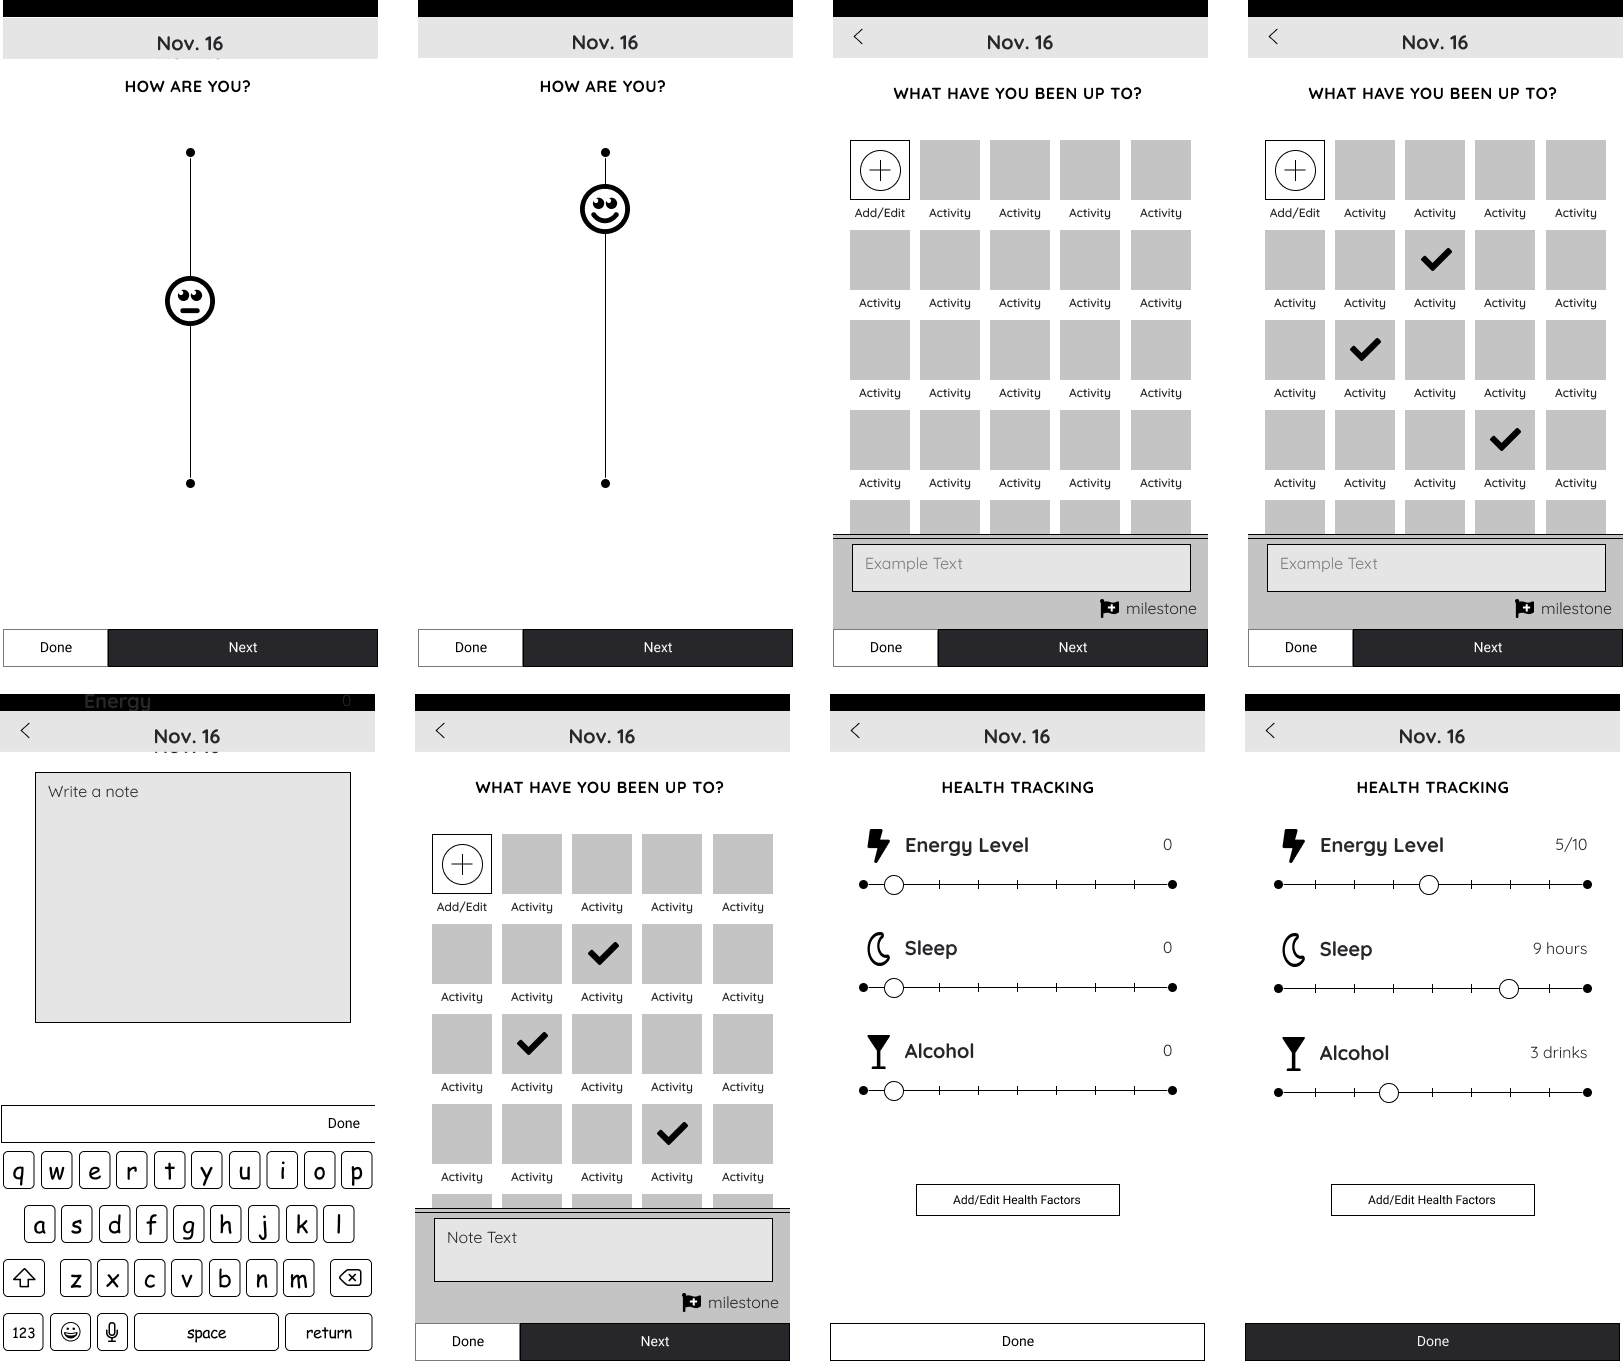 Nov. 16
HOW ARE YOU?
Done
Next
Nov. 16
HOW ARE YOU?
Done
Next
Nov. 16
WHAT HAVE YOU BEEN UP TO?
Add/Edit Activity Activity Activity Activity
Activity Activity Activity Activity Activity
Activity Activity Activity Activity Activity
Activity Activity Activity Activity Activity
Example Text
milestone
Done
Next
Nov. 16
WHAT HAVE YOU BEEN UP TO?
Add/Edit Activity Activity Activity Activity
Activity Activity Activity Activity Activity
Activity Activity Activity Activity Activity
Activity Activity Activity Activity Activity
Example Text
milestone
Done
Next
Energy 0
Nov. 16
Write a note
Done
q w e r t y u i o p
a s d f g h j k l
z x c v b n m
123 space return
Nov. 16
WHAT HAVE YOU BEEN UP TO?
Add/Edit Activity Activity Activity Activity
Activity Activity Activity Activity Activity
Activity Activity Activity Activity Activity
Activity Activity Activity Activity Activity
Note Text
milestone
Done
Next
Nov. 16
HEALTH TRACKING
Energy Level 0
Sleep 0
Alcohol 0
Add/Edit Health Factors
Done
Nov. 16
HEALTH TRACKING
Energy Level 5/10
Sleep 9 hours
Alcohol 3 drinks
Add/Edit Health Factors
Done